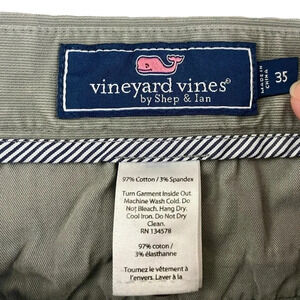 vineyard vines®
by Shep & Ian
MADE IN
CHINA
35
97% Cotton / 3% Spandex
Turn Garment Inside Out.
Machine Wash Cold. Do
Not Bleach. Hang Dry.
Cool Iron. Do Not Dry
Clean.
RN 134578
97% coton /
3% élasthanne
Tournez le vêtement à
l'envers. Laver à la